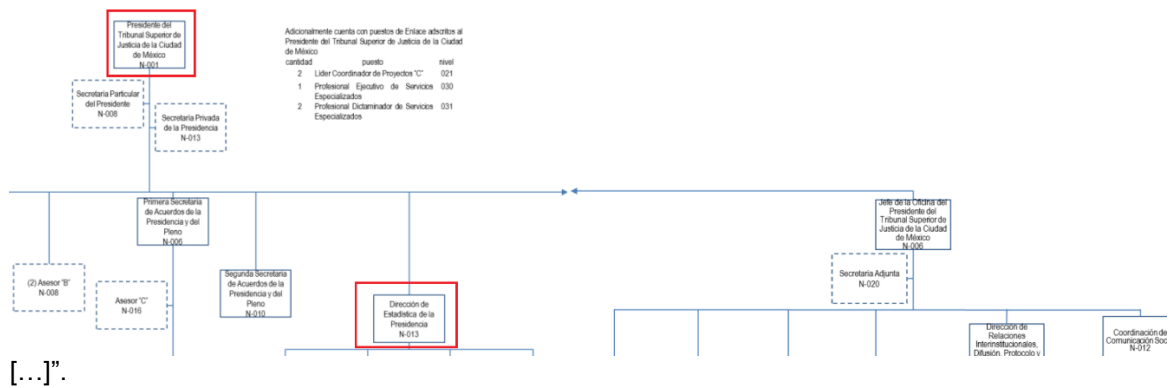 Presidente del
Tribunal Superior de
Justicia de la Ciudad
de México
N-001
Adicionalmente cuenta con puestos de Enlace adscritos al
Presidente del Tribunal Superior de Justicia de la Ciudad
de México
cantidad puesto nivel
2 Líder Coordinador de Proyectos "C" 021
1 Profesional Ejecutivo de Servicios 030
Especializados
2 Profesional Dictaminador de Servicios 031
Especializados
Secretaría Particular
del Presidente
N-008
Secretaría Privada
de la Presidencia
N-013
Primera Secretaría
de Acuerdos de la
Presidencia y del
Pleno
N-006
Jefe de la Oficina del
Presidente del
Tribunal Superior de
Justicia de la Ciudad
de México
N-006
(2) Asesor "B"
N-008
Asesor "C"
N-016
Segunda Secretaría
de Acuerdos de la
Presidencia y del
Pleno
N-010
Dirección de
Estadística de la
Presidencia
N-013
Secretaria Adjunta
N-020
Dirección de
Relaciones
Interinstitucionales,
Difusión, Protocolo y
Coordinación de
Comunicación Soc
N-012
[…]”.